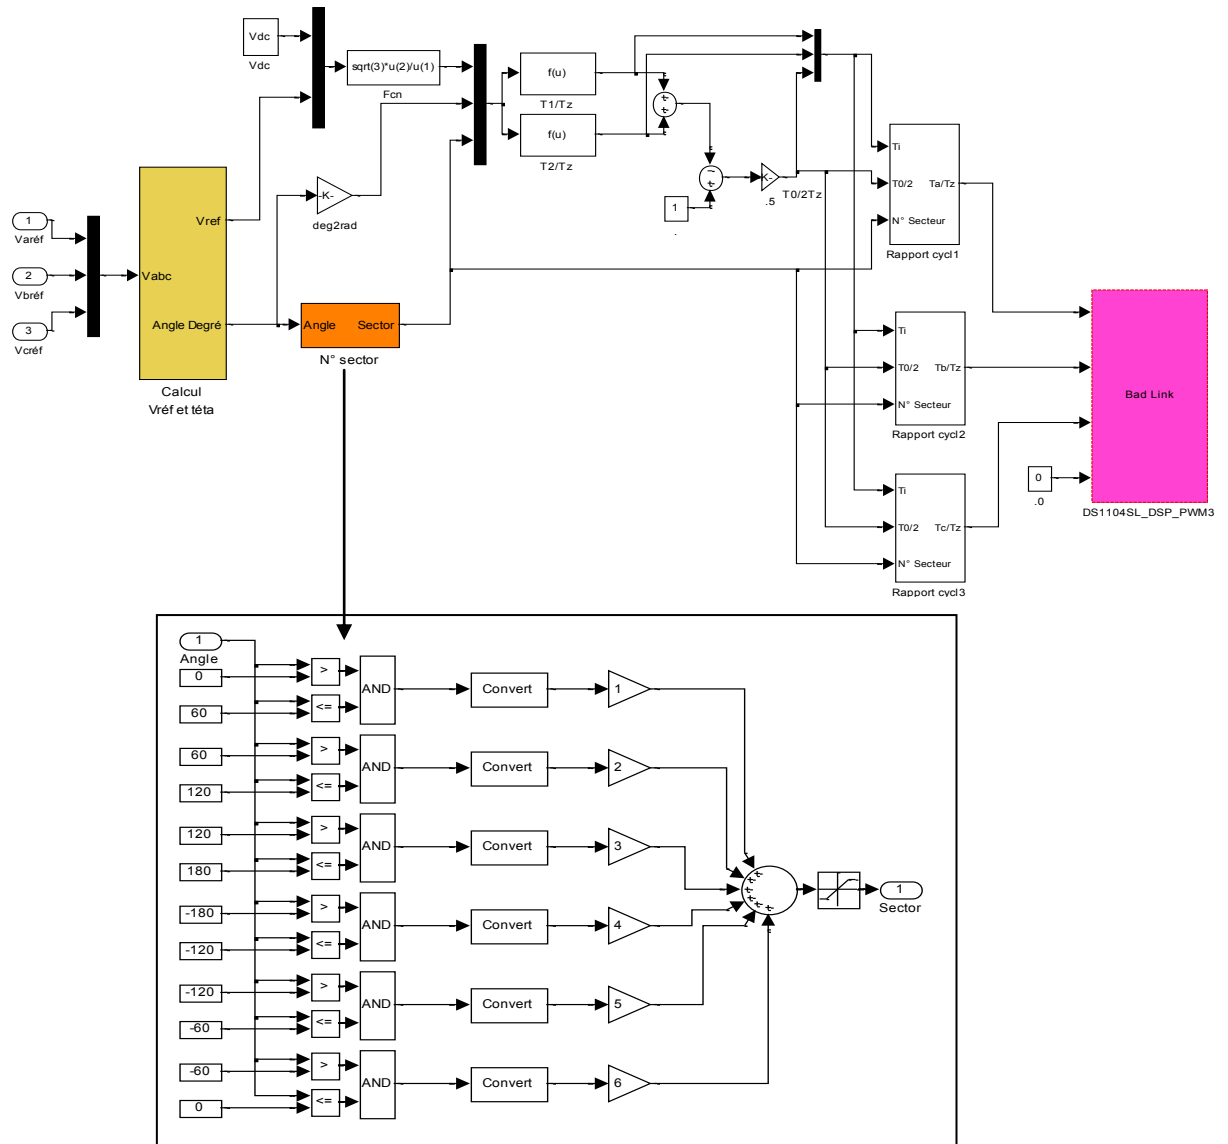 Vdc
Vdc
sqrt(3)*u(2)/u(1)
Fcn
f(u)
T1/Tz
f(u)
T2/Tz
+
+
-K-
deg2rad
1
.
-
+
-K-
.5
T0/2Tz
1
Varéf
2
Vbréf
3
Vcréf
Vabc
Vref
Angle Degré
Calcul
Vréf et téta
Angle
Sector
N° sector
Ti
T0/2
Ta/Tz
N° Secteur
Rapport cycl1
Ti
T0/2
Tb/Tz
N° Secteur
Rapport cycl2
Ti
T0/2
Tc/Tz
N° Secteur
Rapport cycl3
0
.0
Bad Link
DS1104SL_DSP_PWM3
1
Angle
0
>
60
<=
AND
Convert
1
60
>
120
<=
AND
Convert
2
120
>
180
<=
AND
Convert
3
-180
>
-120
<=
AND
Convert
4
-120
>
-60
<=
AND
Convert
5
-60
>
0
<=
AND
Convert
6
+
+
+
+
+
+
1
Sector